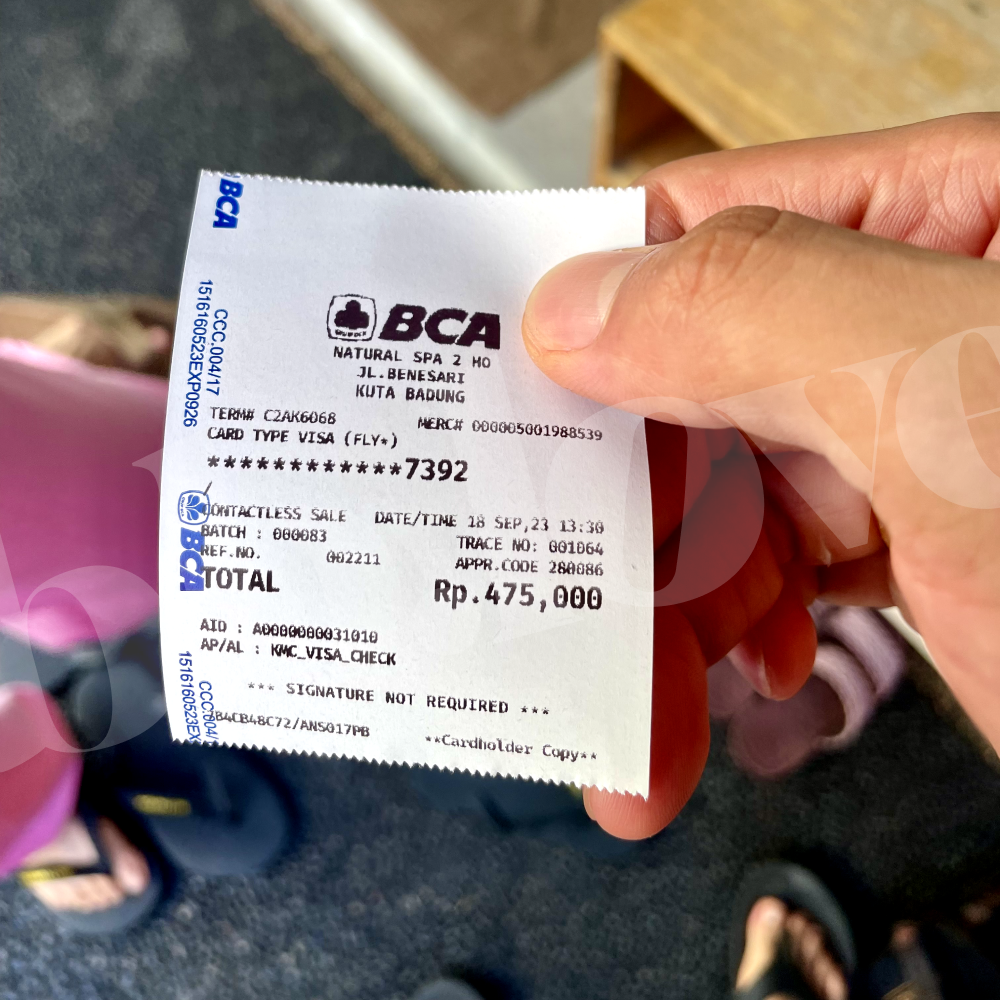 BCA
CCC.004/17
1516160523EXP0926
BCA
NATURAL SPA 2 HO
JL.BENESARI
KUTA BADUNG
TERM# C2AK6068 MERC# 000005001988539
CARD TYPE VISA (FLY*)
************7392
CONTACTLESS SALE DATE/TIME 18 SEP,23 13:30
BATCH : 000083 TRACE NO: 001064
REF.NO. 002211 APPR.CODE 280086
BCA
TOTAL Rp.475,000
AID : A0000000031010
AP/AL : KMC_VISA_CHECK
*** SIGNATURE NOT REQUIRED ***
**Cardholder Copy**
CCC.004/
1516160523EX